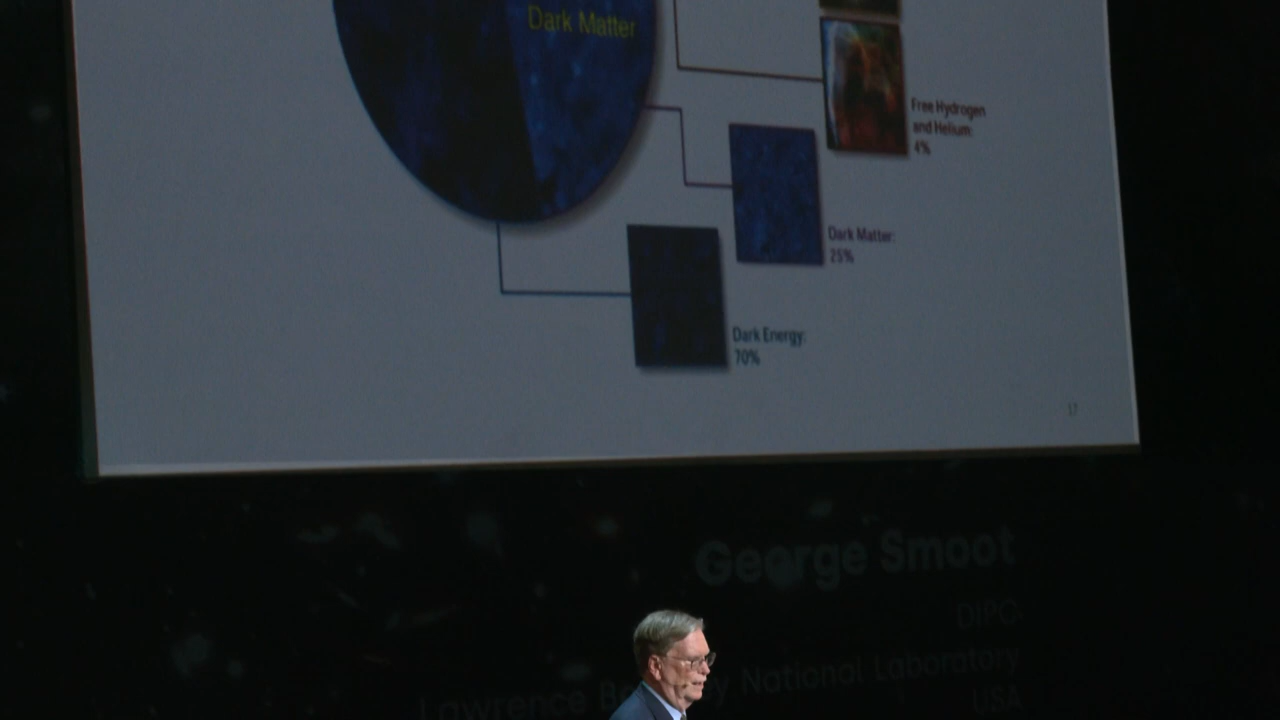 Dark Matter
Free Hydrogen
and Helium:
4%
Dark Matter:
25%
Dark Energy:
70%
17
George Smoot
DIPC
Lawrence National Laboratory
USA